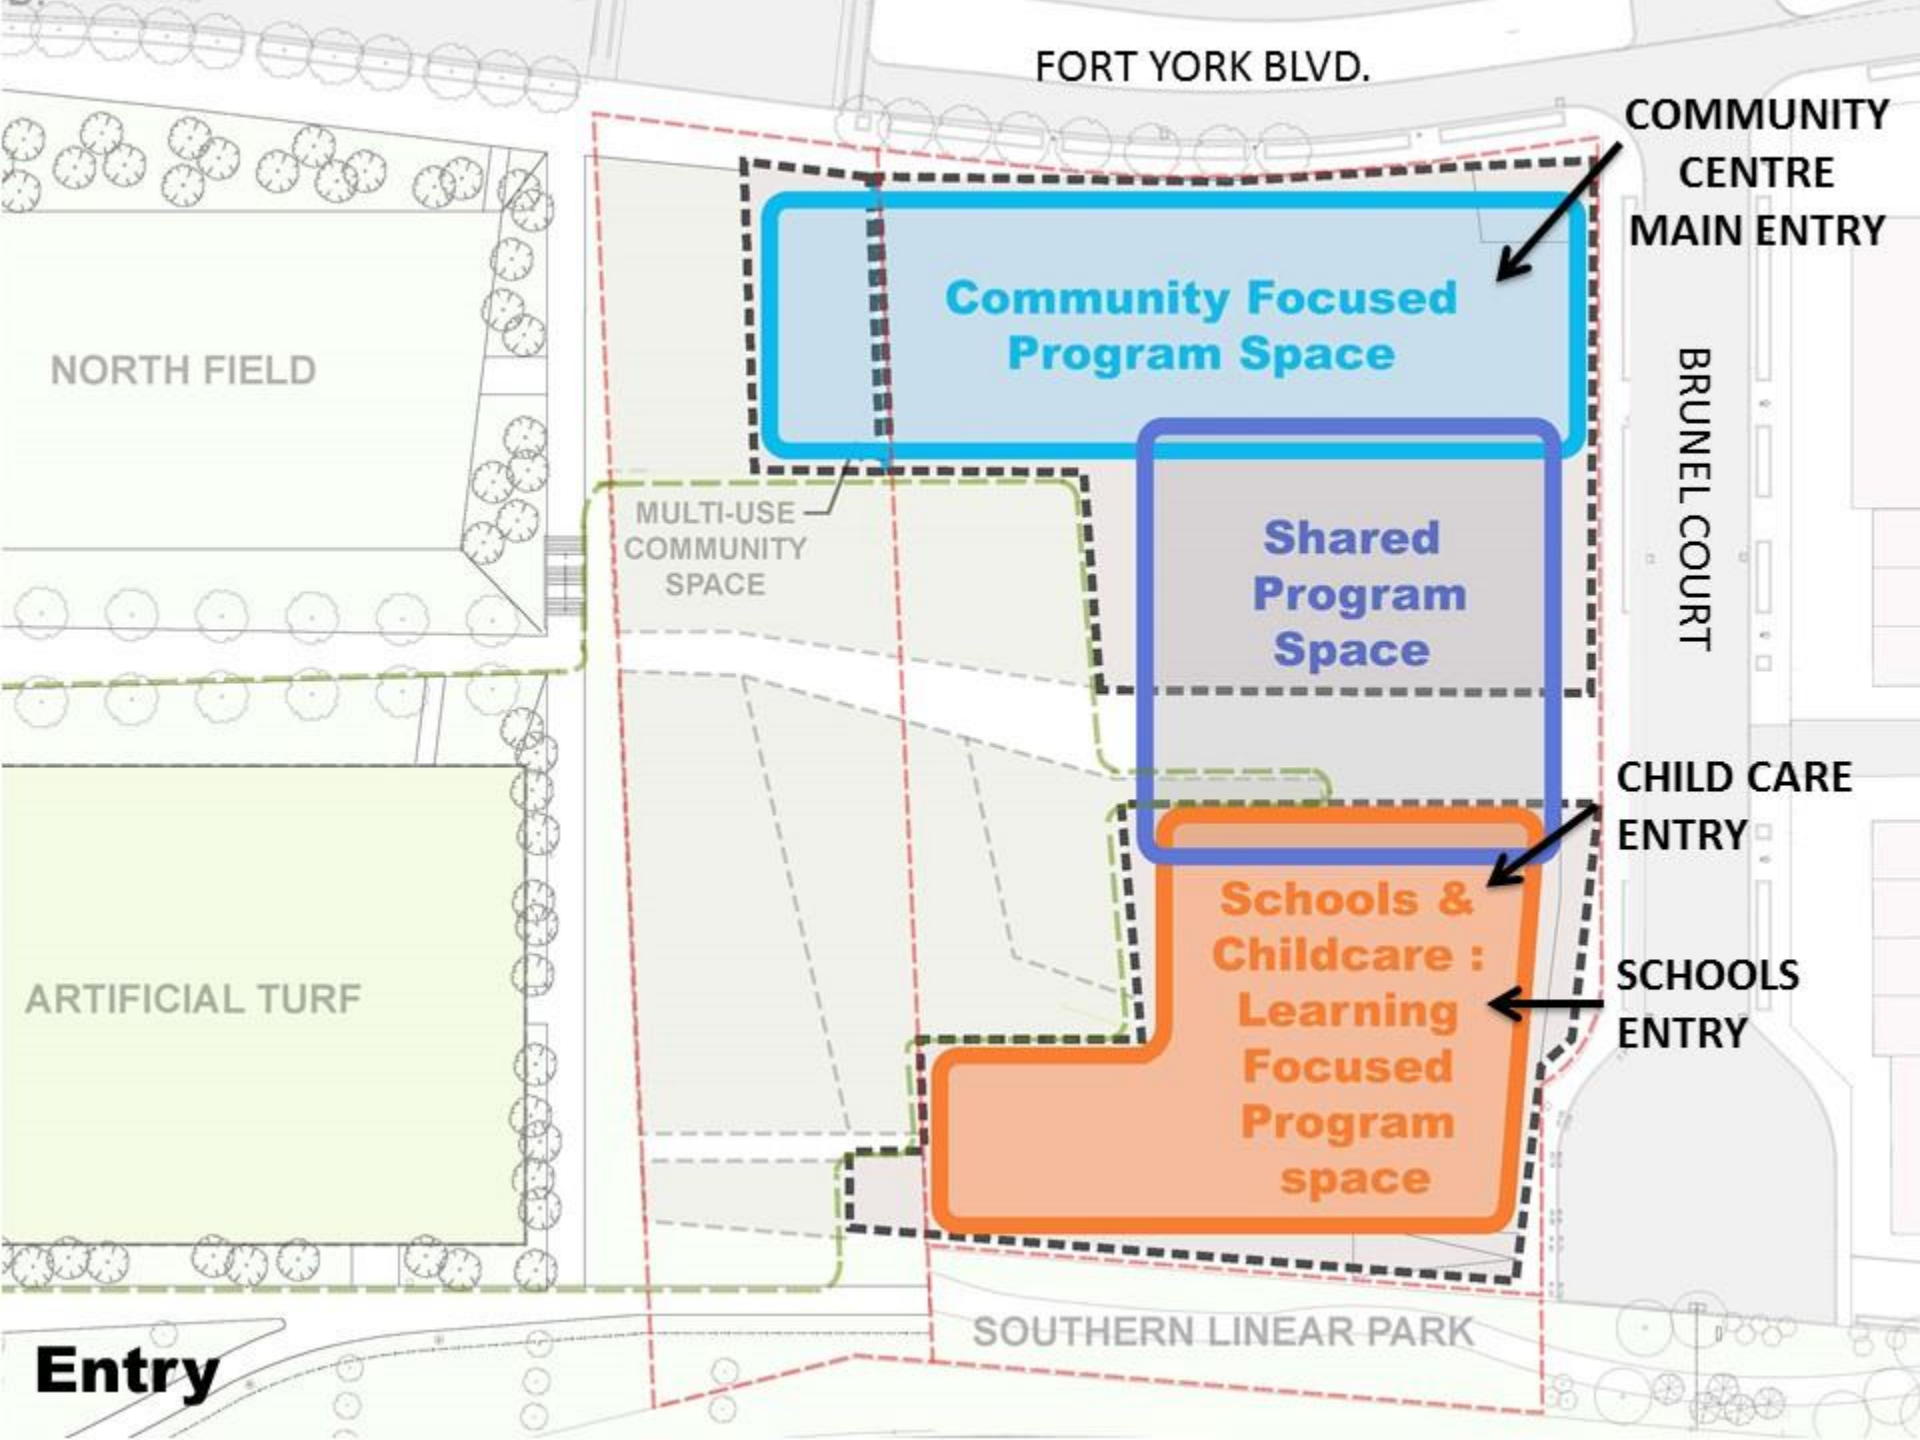 FORT YORK BLVD.
COMMUNITY
CENTRE
MAIN ENTRY
Community Focused
Program Space
NORTH FIELD
BRUNEL COURT
MULTI-USE
COMMUNITY
SPACE
Shared
Program
Space
CHILD CARE
ENTRY
Schools &
Childcare :
Learning
Focused
Program
space
SCHOOLS
ENTRY
ARTIFICIAL TURF
SOUTHERN LINEAR PARK
Entry